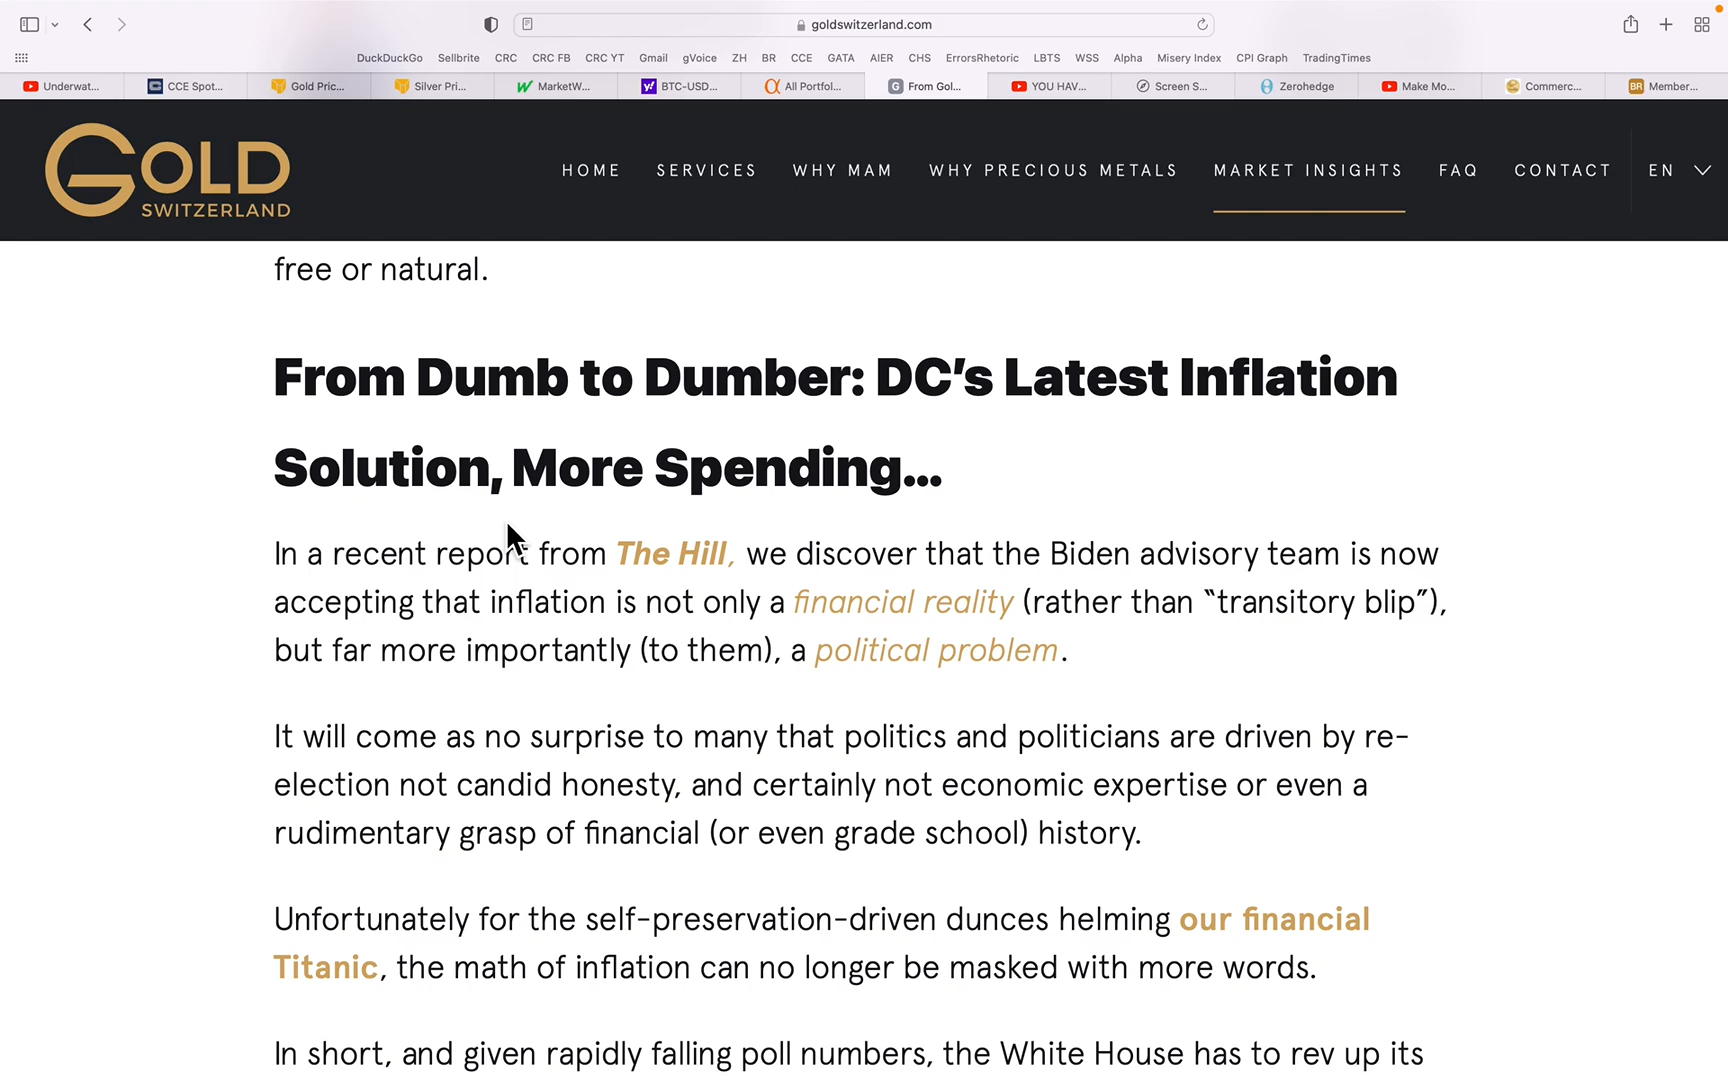 goldswitzerland.com
DuckDuckGo Sellbrite CRC CRC FB CRC YT Gmail gVoice ZH BR CCE GATA AIER CHS ErrorsRhetoric LBTS WSS Alpha Misery Index CPI Graph TradingTimes
Underwat... CCE Spot... Gold Pric... Silver Pri... MarketW... BTC-USD... All Portfol... G From Gol... YOU HAV... Screen S... Zerohedge Make Mo... Commerc... BR Member...
GOLD
SWITZERLAND
HOME SERVICES WHY MAM WHY PRECIOUS METALS MARKET INSIGHTS FAQ CONTACT EN
free or natural.
From Dumb to Dumber: DC’s Latest Inflation
Solution, More Spending…
In a recent report from The Hill, we discover that the Biden advisory team is now
accepting that inflation is not only a financial reality (rather than “transitory blip”),
but far more importantly (to them), a political problem.
It will come as no surprise to many that politics and politicians are driven by re-
election not candid honesty, and certainly not economic expertise or even a
rudimentary grasp of financial (or even grade school) history.
Unfortunately for the self-preservation-driven dunces helming our financial
Titanic, the math of inflation can no longer be masked with more words.
In short, and given rapidly falling poll numbers, the White House has to rev up its